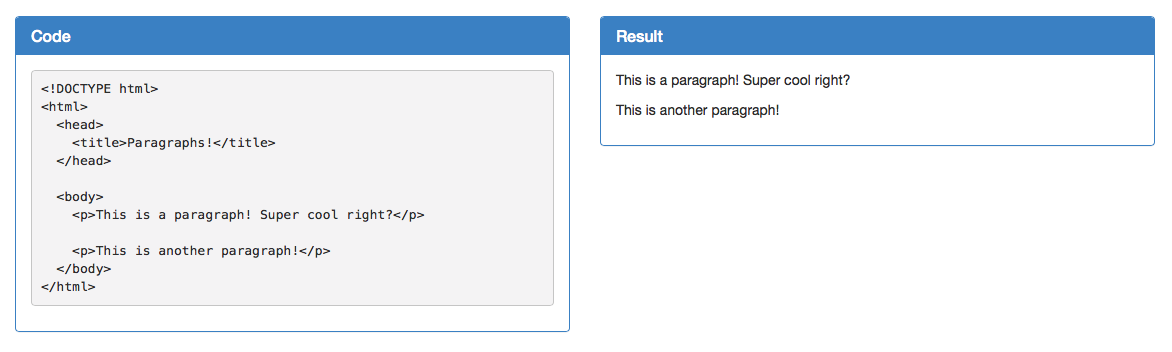 Code
<!DOCTYPE html>
<html>
  <head>
    <title>Paragraphs!</title>
  </head>
  <body>
    <p>This is a paragraph! Super cool right?</p>
    <p>This is another paragraph!</p>
  </body>
</html>
Result
This is a paragraph! Super cool right?
This is another paragraph!